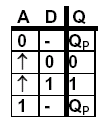 A D Q
0 - QP
↑ 0 0
↑ 1 1
1 - QP